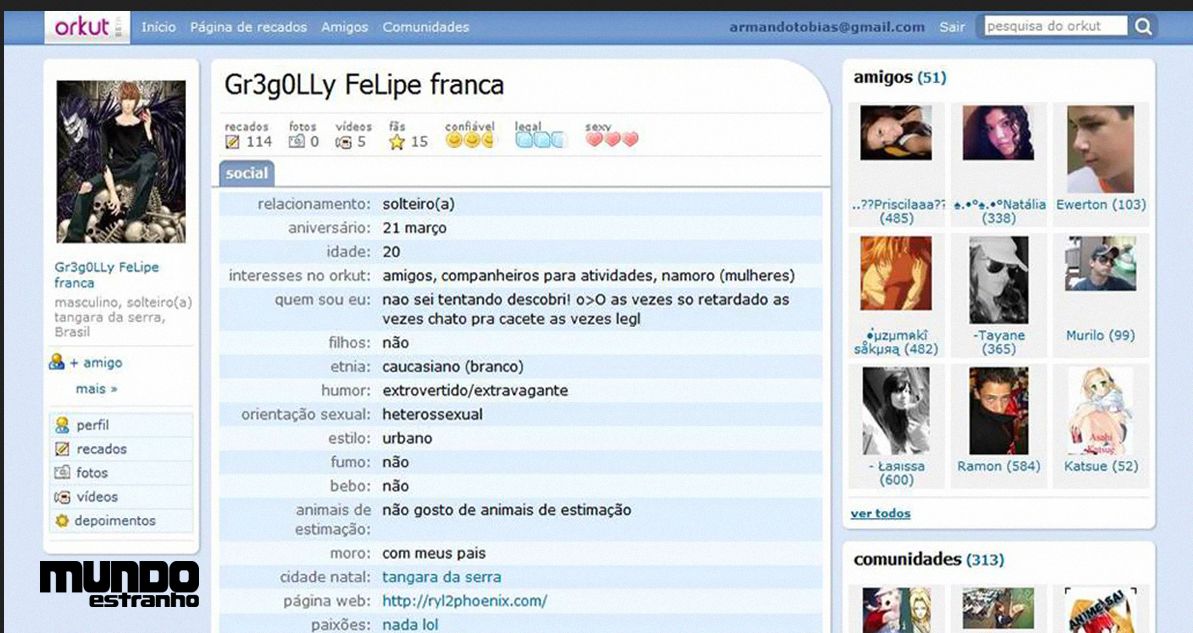 orkut BETA
Início Página de recados Amigos Comunidades
armandotobias@gmail.com Sair pesquisa do orkut
Gr3g0LLy FeLipe
franca
masculino, solteiro(a)
tangara da serra,
Brasil
+ amigo
mais »
perfil
recados
fotos
vídeos
depoimentos
MUNDO
estranho
Gr3g0LLy FeLipe franca
recados fotos vídeos fãs confiável legal sexy
114 0 5 15
social
relacionamento: solteiro(a)
aniversário: 21 março
idade: 20
interesses no orkut: amigos, companheiros para atividades, namoro (mulheres)
quem sou eu: nao sei tentando descobri! o>O as vezes so retardado as
vezes chato pra cacete as vezes legl
filhos: não
etnia: caucasiano (branco)
humor: extrovertido/extravagante
orientação sexual: heterossexual
estilo: urbano
fumo: não
bebo: não
animais de não gosto de animais de estimação
estimação:
moro: com meus pais
cidade natal: tangara da serra
página web: http://ryl2phoenix.com/
paixões: nada lol
amigos (51)
..??Priscilaaa?? ♠.•°♠.•°Natália Ewerton (103)
(485) (338)
-Tayane Murilo (99)
(482) (365)
- Łaяissa Ramon (584) Katsue (52)
(600)
Asahi
Katsue
ver todos
comunidades (313)
ANIME SAI